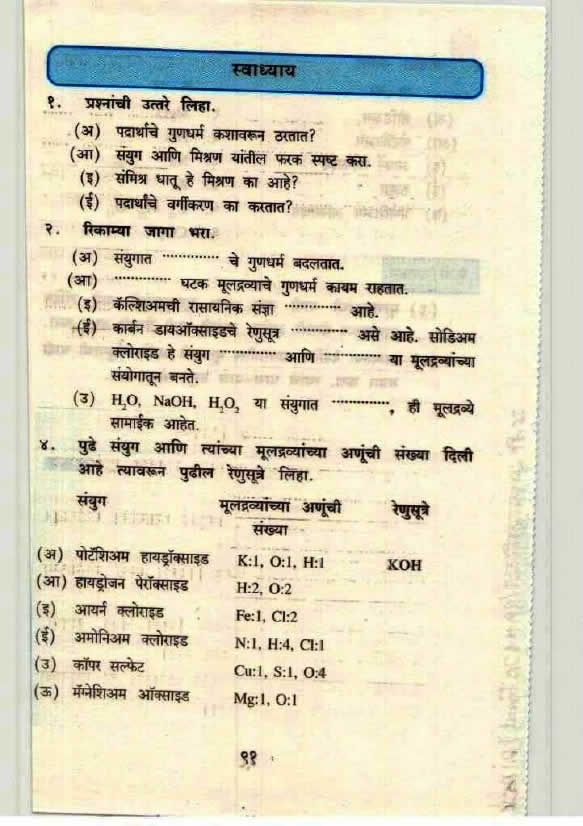 स्वाध्याय
१. प्रश्नांची उत्तरे लिहा.
(अ) पदार्थाचे गुणधर्म कशावरून ठरतात?
(आ) संयुग आणि मिश्रण यांतील फरक स्पष्ट करा.
(इ) संमिश्र धातू हे मिश्रण का आहे?
(ई) पदार्थांचे वर्गीकरण का करतात?
२. रिकाम्या जागा भरा.
(अ) संयुगात ............... चे गुणधर्म बदलतात.
(आ) ............... घटक मूलद्रव्याचे गुणधर्म कायम राहतात.
(इ) कॅल्शिअमची रासायनिक संज्ञा ............... आहे.
(ई) कार्बन डायऑक्साइडचे रेणुसूत्र ............... असे आहे. सोडिअम
क्लोराइड हे संयुग ............... आणि ............... या मूलद्रव्यांच्या
संयोगातून बनते.
(उ) H₂O, NaOH, H₂O₂ या संयुगात ..............., ही मूलद्रव्ये
सामाईक आहेत.
४. पुढे संयुग आणि त्यांच्या मूलद्रव्यांच्या अणूंची संख्या दिली
आहे त्यावरून पुढील रेणुसूत्रे लिहा.
संयुग मूलद्रव्यांच्या अणूंची रेणुसूत्रे
संख्या
(अ) पोटॅशिअम हायड्रॉक्साइड K:1, O:1, H:1 KOH
(आ) हायड्रोजन पेरॉक्साइड H:2, O:2
(इ) आयर्न क्लोराइड Fe:1, Cl:2
(ई) अमोनिअम क्लोराइड N:1, H:4, Cl:1
(उ) कॉपर सल्फेट Cu:1, S:1, O:4
(ऊ) मॅग्नेशिअम ऑक्साइड Mg:1, O:1
९१